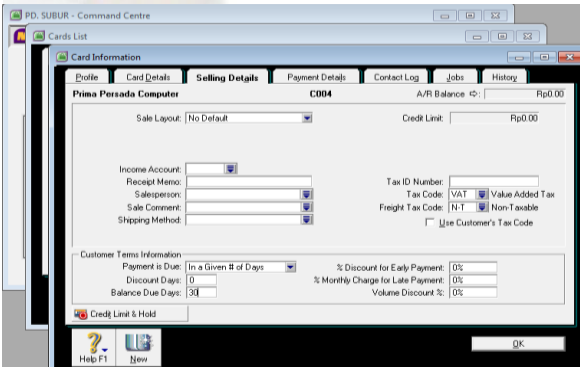 PD. SUBUR - Command Centre
Cards List
Card Information
Profile Card Details Selling Details Payment Details Contact Log Jobs History
Prima Persada Computer C004 A/R Balance ⇨: Rp0.00
Sale Layout: No Default Credit Limit: Rp0.00
Income Account:
Receipt Memo: Tax ID Number:
Salesperson: Tax Code: VAT Value Added Tax
Sale Comment: Freight Tax Code: N-T Non-Taxable
Shipping Method: Use Customer's Tax Code
Customer Terms Information
Payment is Due: In a Given # of Days % Discount for Early Payment: 0%
Discount Days: 0 % Monthly Charge for Late Payment: 0%
Balance Due Days: 30 Volume Discount %: 0%
Credit Limit & Hold
Help F1 New OK